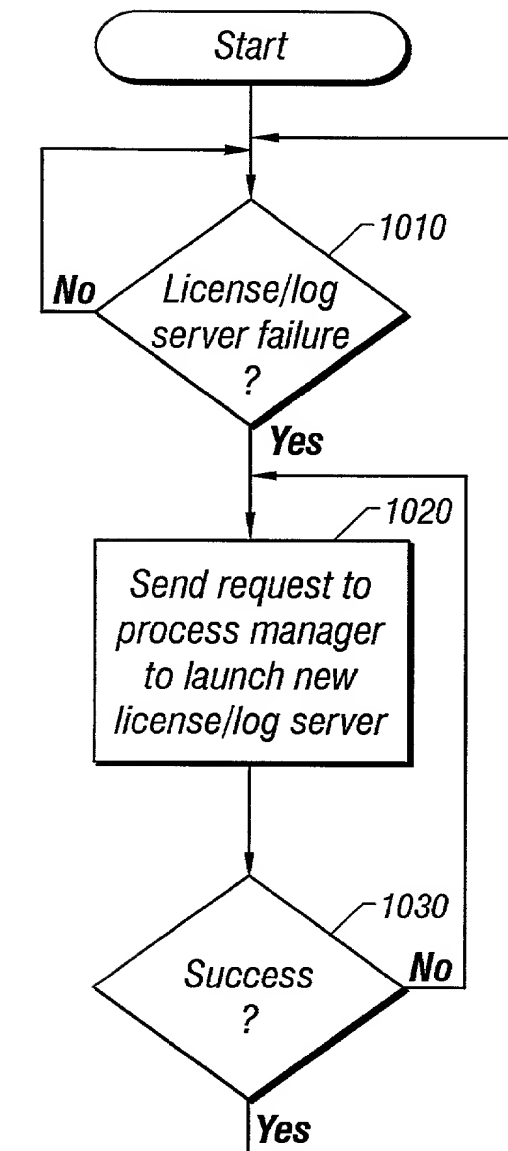 Start
1010
No
License/log
server failure
?
Yes
1020
Send request to
process manager
to launch new
license/log server
1030
Success
?
No
Yes